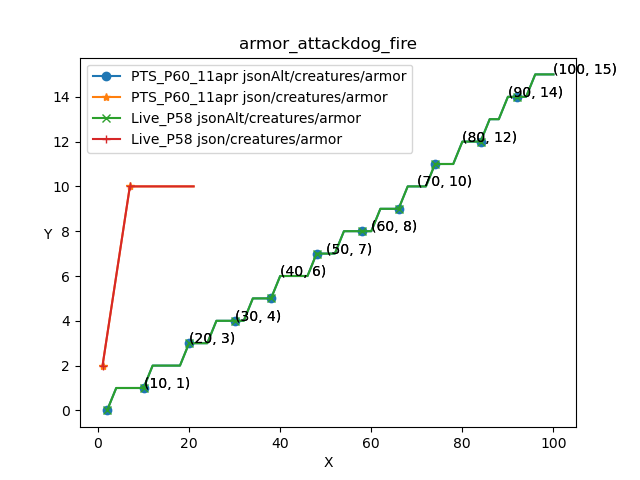 armor_attackdog_fire
PTS_P60_11apr jsonAlt/creatures/armor
PTS_P60_11apr json/creatures/armor
Live_P58 jsonAlt/creatures/armor
Live_P58 json/creatures/armor
(100, 15)
(90, 14)
(80, 12)
(70, 10)
(60, 8)
(50, 7)
(40, 6)
(30, 4)
(20, 3)
(10, 1)
14
12
10
8
6
4
2
0
Y
0 20 40 60 80 100
X